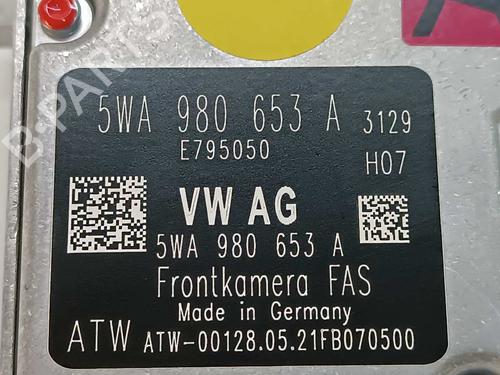 5WA 980 653 A 3129
E795050 H07
VW AG
5WA 980 653 A
Frontkamera FAS
Made in Germany
ATW ATW-00128.05.21FB070500
B-PARTS